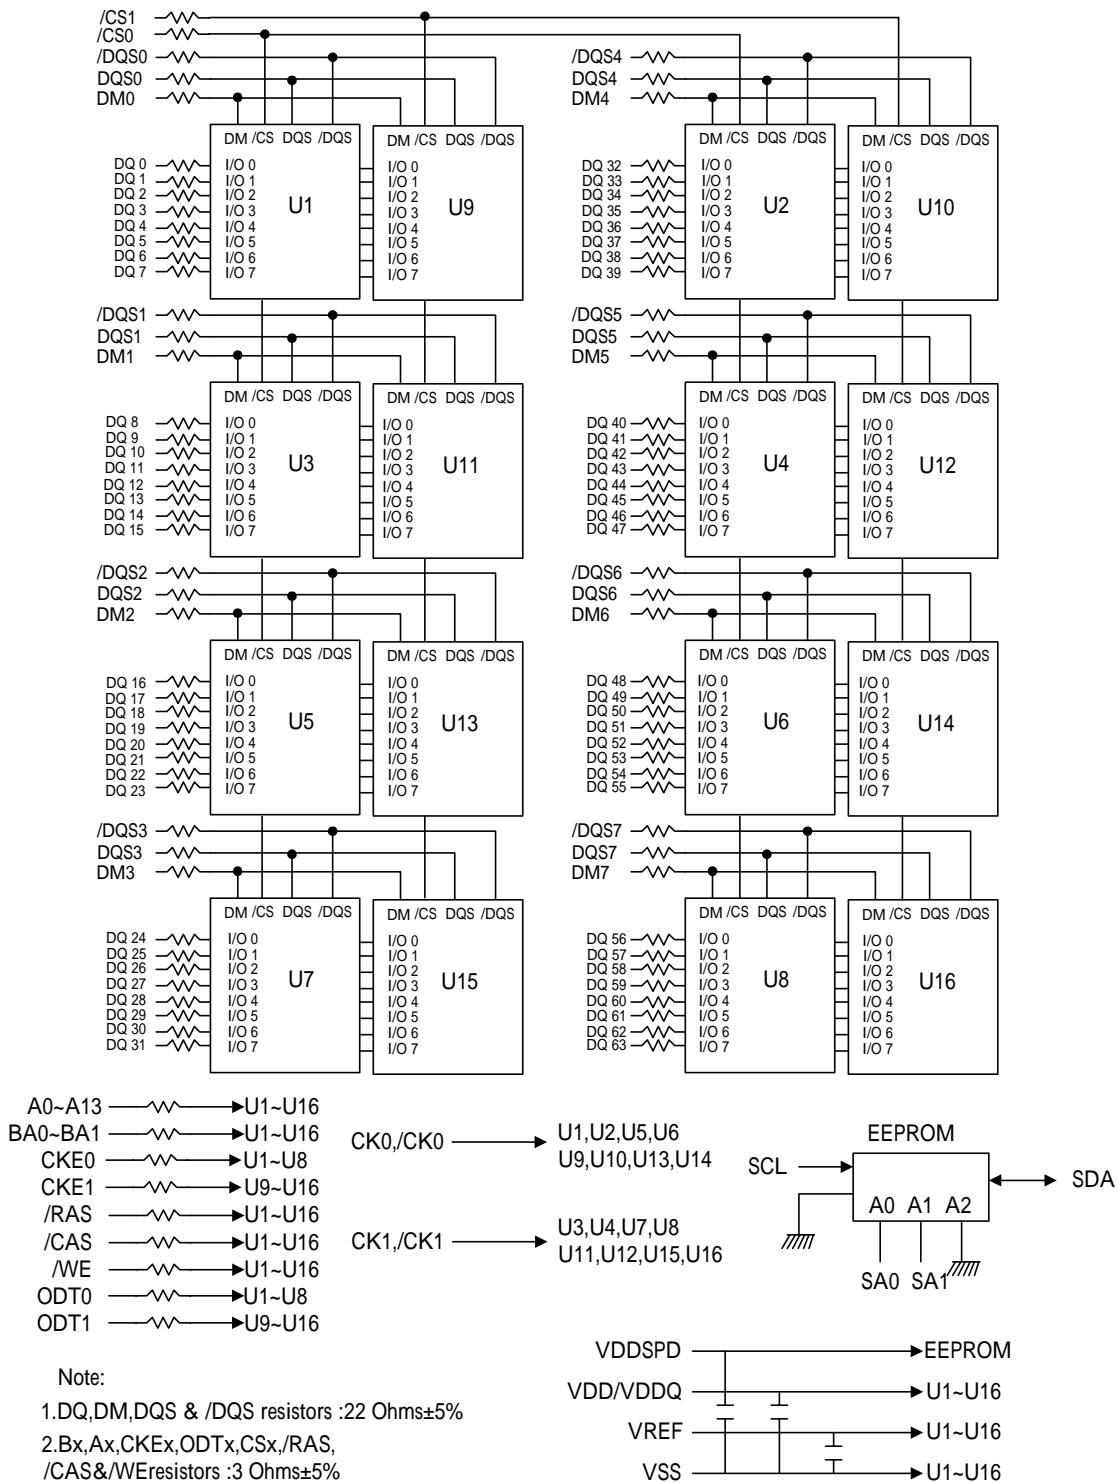 /CS1
/CS0
/DQS0
DQS0
DM0
DM /CS DQS /DQS
DM /CS DQS /DQS
DQ 0
DQ 1
DQ 2
DQ 3
DQ 4
DQ 5
DQ 6
DQ 7
I/O 0
I/O 1
I/O 2
I/O 3
I/O 4
I/O 5
I/O 6
I/O 7
U1
I/O 0
I/O 1
I/O 2
I/O 3
I/O 4
I/O 5
I/O 6
I/O 7
U9
/DQS4
DQS4
DM4
DM /CS DQS /DQS
DM /CS DQS /DQS
DQ 32
DQ 33
DQ 34
DQ 35
DQ 36
DQ 37
DQ 38
DQ 39
I/O 0
I/O 1
I/O 2
I/O 3
I/O 4
I/O 5
I/O 6
I/O 7
U2
I/O 0
I/O 1
I/O 2
I/O 3
I/O 4
I/O 5
I/O 6
I/O 7
U10
/DQS1
DQS1
DM1
DM /CS DQS /DQS
DM /CS DQS /DQS
DQ 8
DQ 9
DQ 10
DQ 11
DQ 12
DQ 13
DQ 14
DQ 15
I/O 0
I/O 1
I/O 2
I/O 3
I/O 4
I/O 5
I/O 6
I/O 7
U3
I/O 0
I/O 1
I/O 2
I/O 3
I/O 4
I/O 5
I/O 6
I/O 7
U11
/DQS5
DQS5
DM5
DM /CS DQS /DQS
DM /CS DQS /DQS
DQ 40
DQ 41
DQ 42
DQ 43
DQ 44
DQ 45
DQ 46
DQ 47
I/O 0
I/O 1
I/O 2
I/O 3
I/O 4
I/O 5
I/O 6
I/O 7
U4
I/O 0
I/O 1
I/O 2
I/O 3
I/O 4
I/O 5
I/O 6
I/O 7
U12
/DQS2
DQS2
DM2
DM /CS DQS /DQS
DM /CS DQS /DQS
DQ 16
DQ 17
DQ 18
DQ 19
DQ 20
DQ 21
DQ 22
DQ 23
I/O 0
I/O 1
I/O 2
I/O 3
I/O 4
I/O 5
I/O 6
I/O 7
U5
I/O 0
I/O 1
I/O 2
I/O 3
I/O 4
I/O 5
I/O 6
I/O 7
U13
/DQS6
DQS6
DM6
DM /CS DQS /DQS
DM /CS DQS /DQS
DQ 48
DQ 49
DQ 50
DQ 51
DQ 52
DQ 53
DQ 54
DQ 55
I/O 0
I/O 1
I/O 2
I/O 3
I/O 4
I/O 5
I/O 6
I/O 7
U6
I/O 0
I/O 1
I/O 2
I/O 3
I/O 4
I/O 5
I/O 6
I/O 7
U14
/DQS3
DQS3
DM3
DM /CS DQS /DQS
DM /CS DQS /DQS
DQ 24
DQ 25
DQ 26
DQ 27
DQ 28
DQ 29
DQ 30
DQ 31
I/O 0
I/O 1
I/O 2
I/O 3
I/O 4
I/O 5
I/O 6
I/O 7
U7
I/O 0
I/O 1
I/O 2
I/O 3
I/O 4
I/O 5
I/O 6
I/O 7
U15
/DQS7
DQS7
DM7
DM /CS DQS /DQS
DM /CS DQS /DQS
DQ 56
DQ 57
DQ 58
DQ 59
DQ 60
DQ 61
DQ 62
DQ 63
I/O 0
I/O 1
I/O 2
I/O 3
I/O 4
I/O 5
I/O 6
I/O 7
U8
I/O 0
I/O 1
I/O 2
I/O 3
I/O 4
I/O 5
I/O 6
I/O 7
U16
A0~A13 U1~U16
BA0~BA1 U1~U16
CKE0 U1~U8
CKE1 U9~U16
/RAS U1~U16
/CAS U1~U16
/WE U1~U16
ODT0 U1~U8
ODT1 U9~U16
CK0,/CK0
U1,U2,U5,U6
U9,U10,U13,U14
CK1,/CK1
U3,U4,U7,U8
U11,U12,U15,U16
EEPROM
SCL
SDA
A0 A1 A2
SA0 SA1
VDDSPD EEPROM
VDD/VDDQ U1~U16
VREF U1~U16
VSS U1~U16
Note:
1.DQ,DM,DQS & /DQS resistors :22 Ohms±5%
2.Bx,Ax,CKEx,ODTx,CSx,/RAS,
/CAS&/WEresistors :3 Ohms±5%